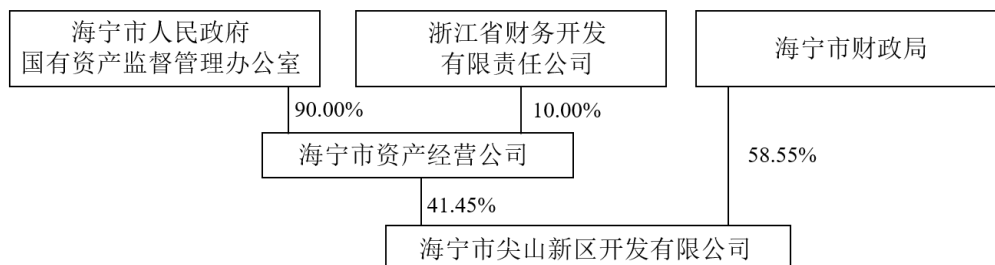 海宁市人民政府
国有资产监督管理办公室
浙江省财务开发
有限责任公司
海宁市财政局
90.00%
10.00%
海宁市资产经营公司
58.55%
41.45%
海宁市尖山新区开发有限公司